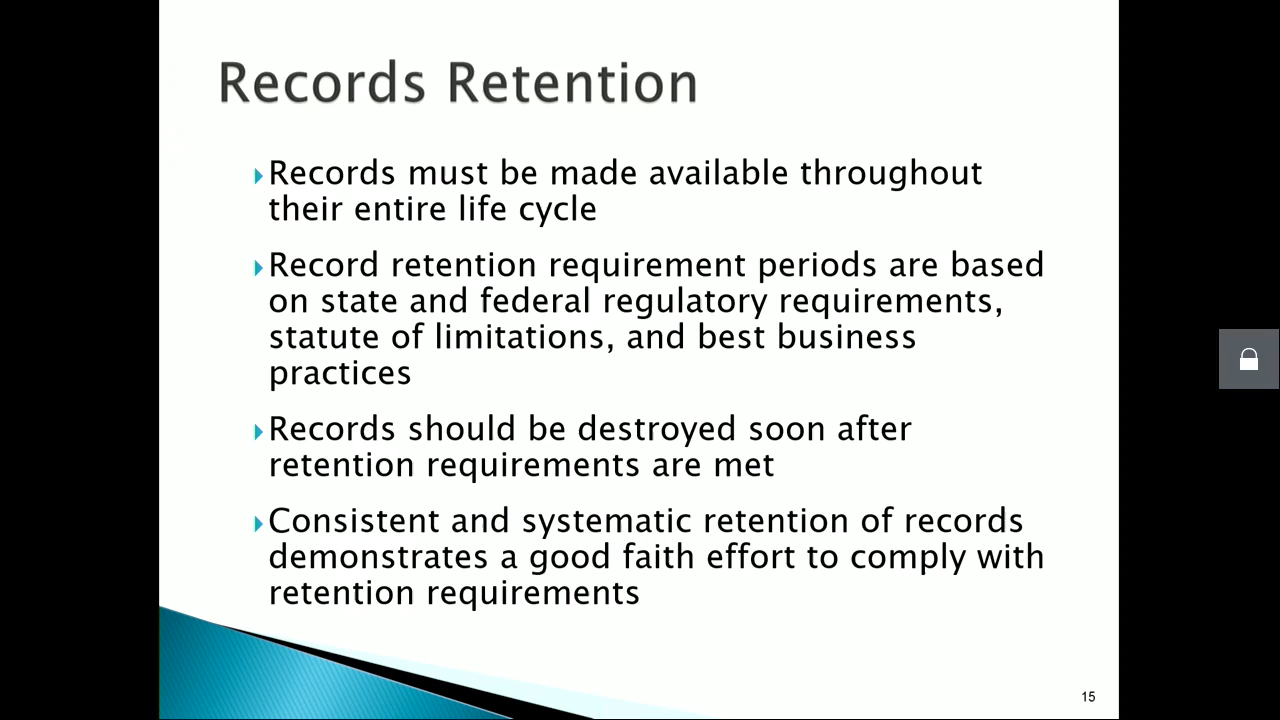 Records Retention
Records must be made available throughout
their entire life cycle
Record retention requirement periods are based
on state and federal regulatory requirements,
statute of limitations, and best business
practices
Records should be destroyed soon after
retention requirements are met
Consistent and systematic retention of records
demonstrates a good faith effort to comply with
retention requirements
15